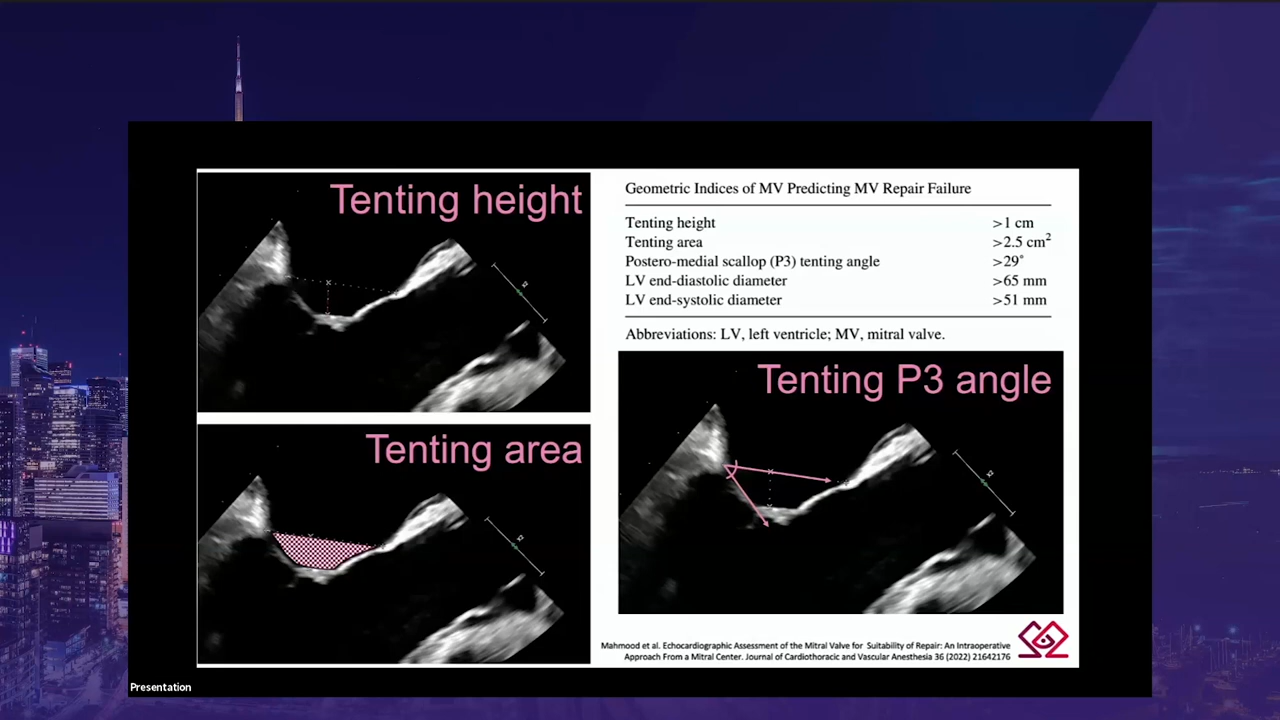 Tenting height
Tenting area
Geometric Indices of MV Predicting MV Repair Failure
Tenting height >1 cm
Tenting area >2.5 cm²
Postero-medial scallop (P3) tenting angle >29°
LV end-diastolic diameter >65 mm
LV end-systolic diameter >51 mm
Abbreviations: LV, left ventricle; MV, mitral valve.
Tenting P3 angle
Mahmood et al. Echocardiographic Assessment of the Mitral Valve for Suitability of Repair: An Intraoperative
Approach From a Mitral Center. Journal of Cardiothoracic and Vascular Anesthesia 36 (2022) 21642176
Presentation